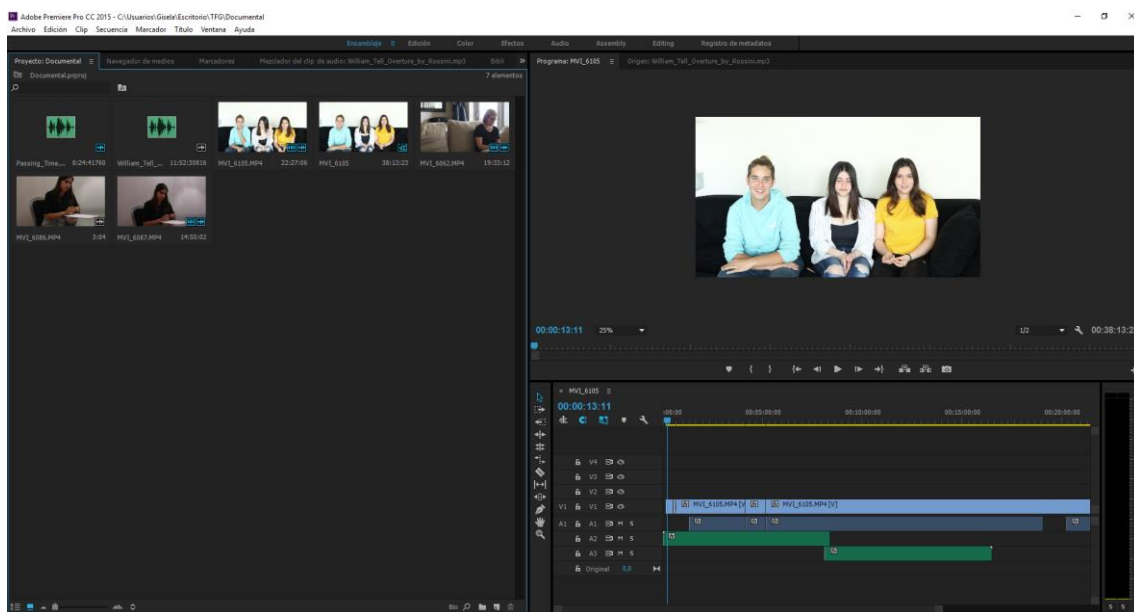 Adobe Premiere Pro CC 2015 - C:\Usuarios\Gisela\Escritorio\TFG\Documental
Archivo Edición Clip Secuencia Marcador Título Ventana Ayuda
Ensamblaje Edición Color Efectos Audio Assembly Editing Registro de metadatos
Proyecto: Documental Navegador de medios Marcadores Mezclador del clip de audio: William_Tell_Overture_by_Rossini.mp3 Bibli
Documental.prproj 7 elementos
Passing_Time... 8:24:41760 William_Tell_... 11:52:30816 MVI_6105.MP4 22:27:06 MVI_6105 38:13:23 MVI_6062.MP4 19:33:12
MVI_6086.MP4 3:04 MVI_6087.MP4 14:55:02
Programa: MVI_6105 Origen: William_Tell_Overture_by_Rossini.mp3
00:00:13:11 25% 1/2 00:38:13:2
× MVI_6105
00:00:13:11
:00:00 00:05:00:00 00:10:00:00 00:15:00:00 00:20:00:00
V4
V3
V2
V1 V1 MVI_6105.MP4 [V MVI_6105.MP4 [V]
A1 A1 M S
A2 M S
A3 M S
Original 0,0
S S